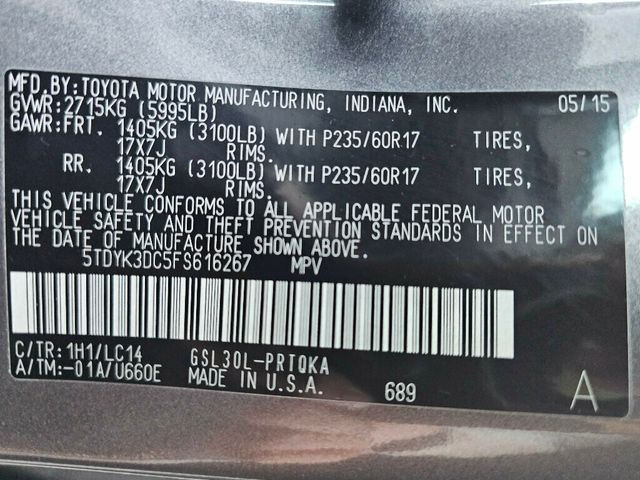 MFD.BY:TOYOTA MOTOR MANUFACTURING, INDIANA, INC. 05/15
GVWR:2715KG (5995LB)
GAWR:FRT. 1405KG (3100LB) WITH P235/60R17 TIRES,
17X7J RIMS.
RR. 1405KG (3100LB) WITH P235/60R17 TIRES,
17X7J RIMS.
THIS VEHICLE CONFORMS TO ALL APPLICABLE FEDERAL MOTOR
VEHICLE SAFETY AND THEFT PREVENTION STANDARDS IN EFFECT ON
THE DATE OF MANUFACTURE SHOWN ABOVE.
5TDYK3DC5FS616267 MPV
C/TR:1H1/LC14 GSL30L-PRTQKA
A/TM:-01A/U660E MADE IN U.S.A. 689 A